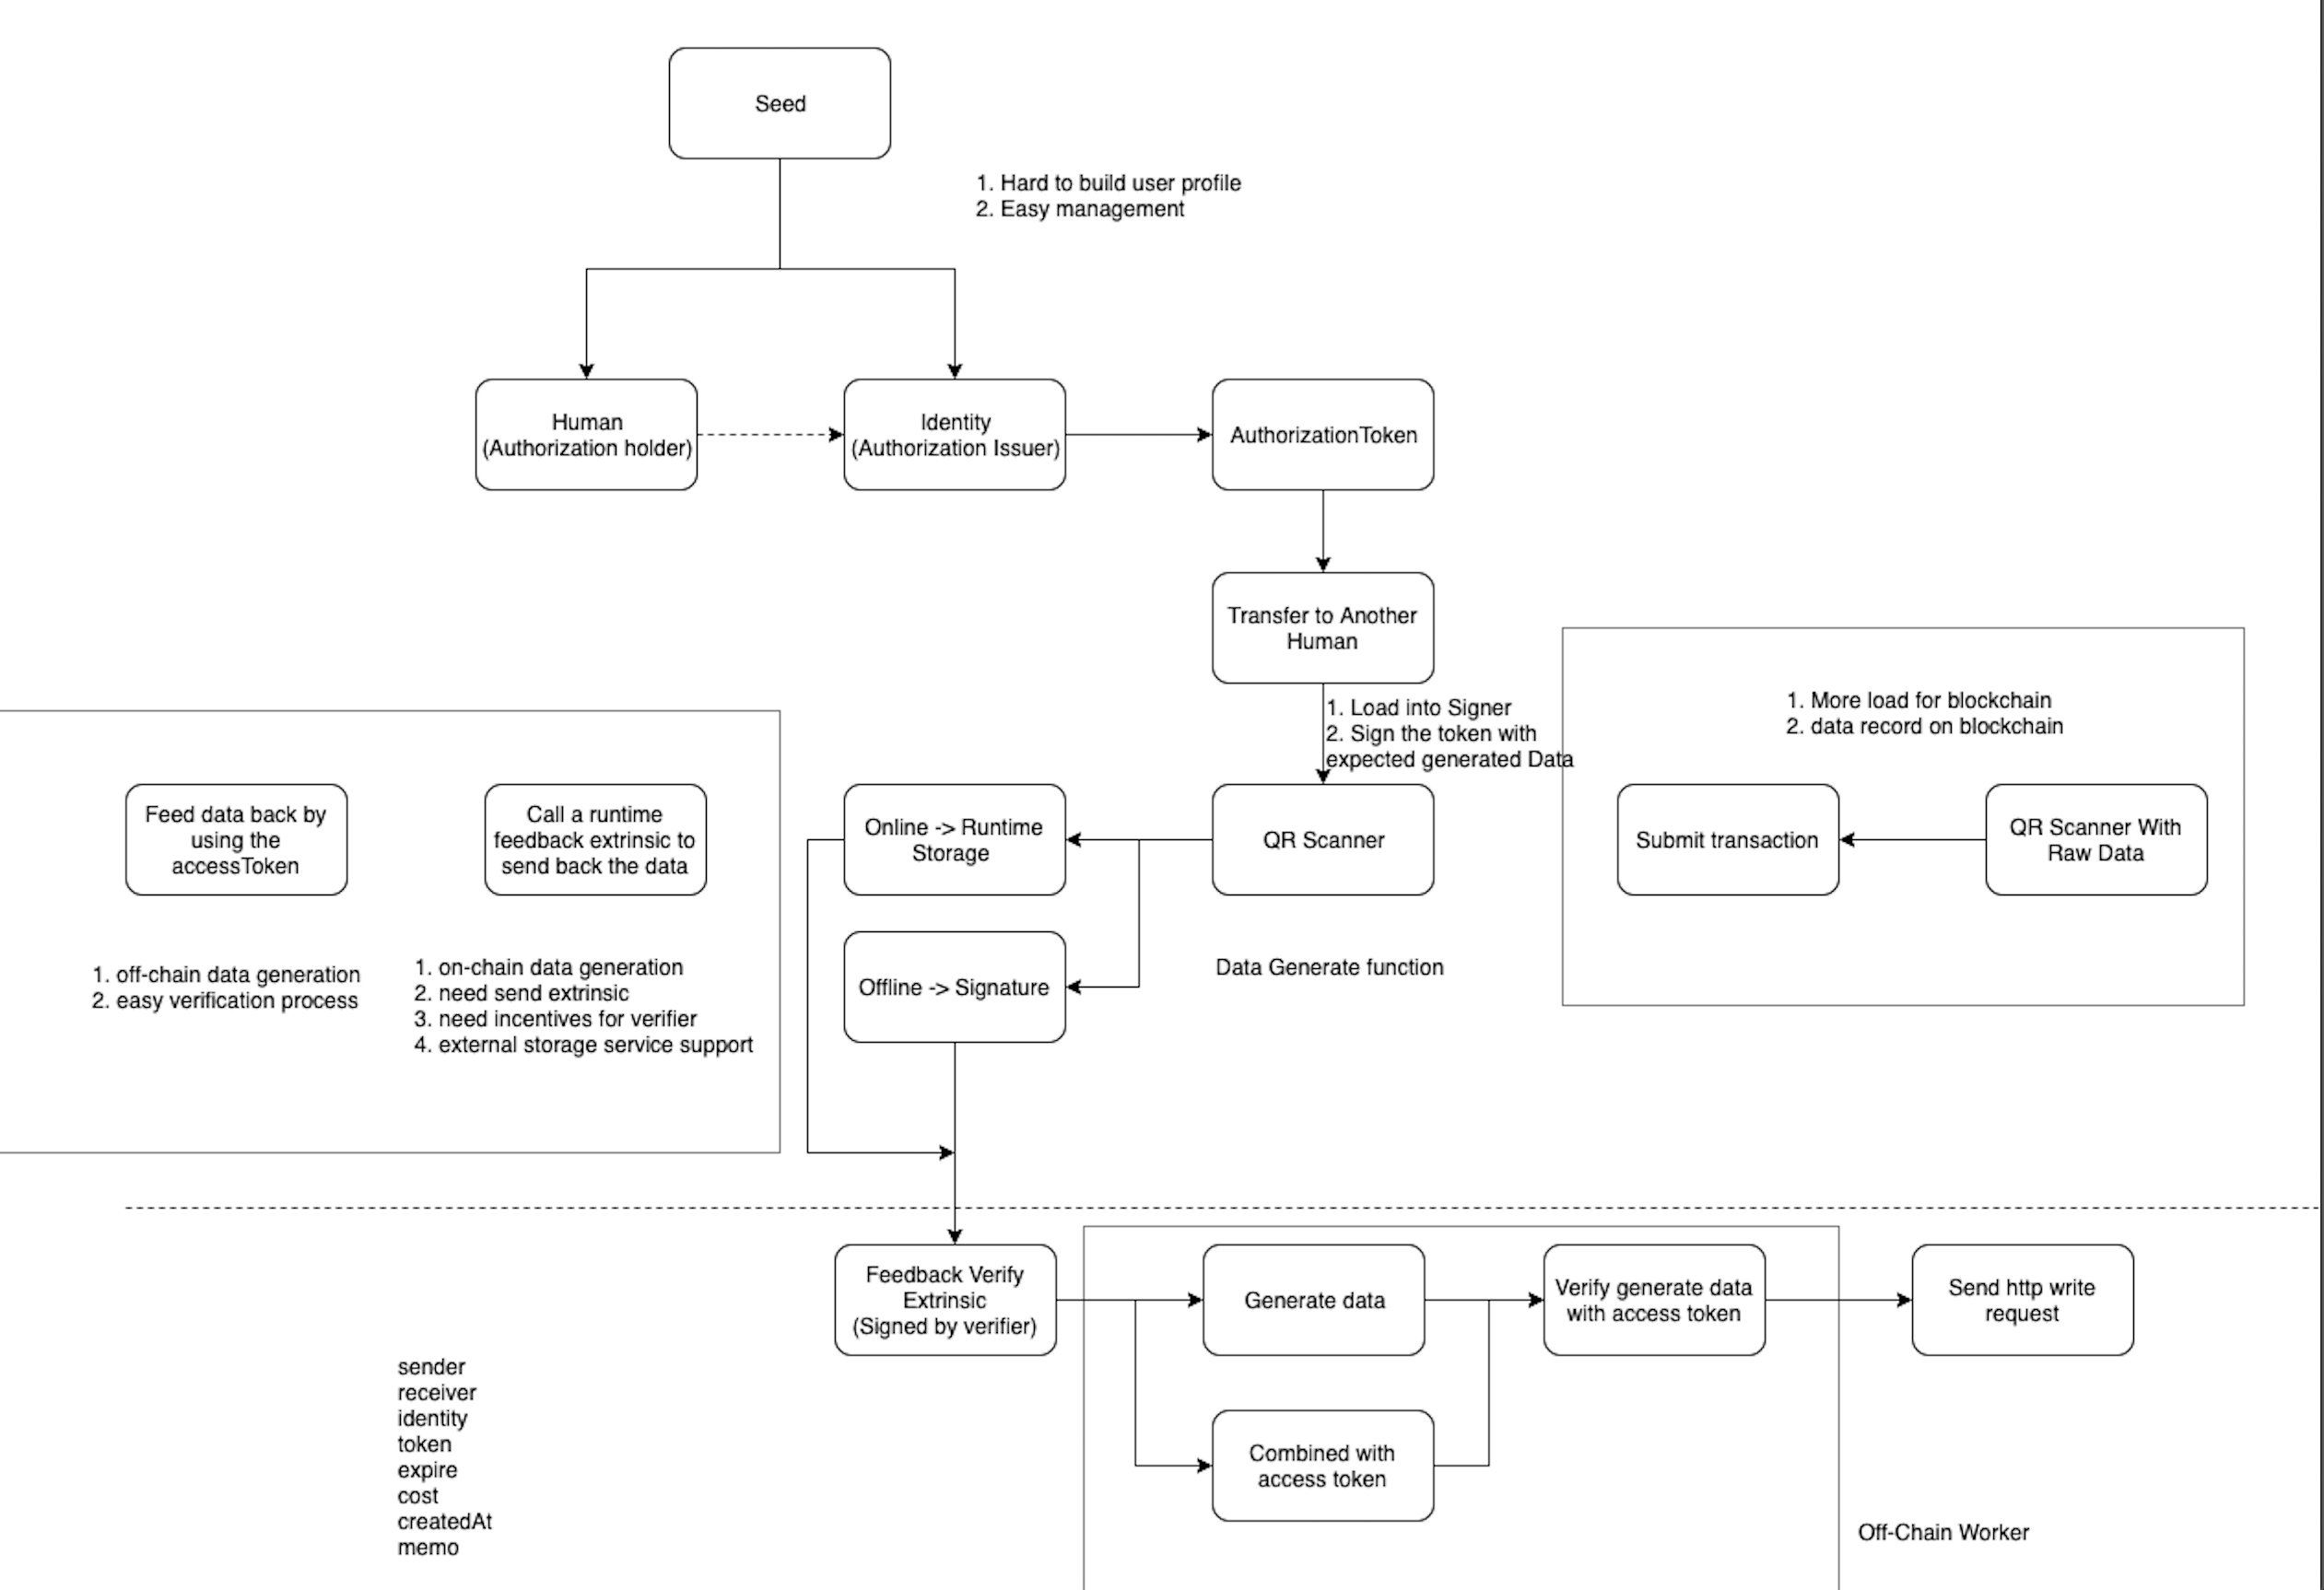 Seed
1. Hard to build user profile
2. Easy management
Human
(Authorization holder)
Identity
(Authorization Issuer)
AuthorizationToken
Transfer to Another
Human
1. Load into Signer
2. Sign the token with
expected generated Data
1. More load for blockchain
2. data record on blockchain
Feed data back by
using the
accessToken
Call a runtime
feedback extrinsic to
send back the data
Online -> Runtime
Storage
QR Scanner
Submit transaction
QR Scanner With
Raw Data
1. off-chain data generation
2. easy verification process
1. on-chain data generation
2. need send extrinsic
3. need incentives for verifier
4. external storage service support
Offline -> Signature
Data Generate function
Feedback Verify
Extrinsic
(Signed by verifier)
Generate data
Verify generate data
with access token
Send http write
request
sender
receiver
identity
token
expire
cost
createdAt
memo
Combined with
access token
Off-Chain Worker